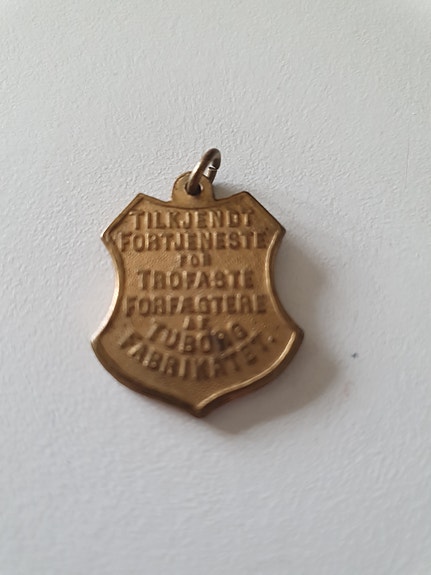 TILKJENDT
FORTJENESTE
FOR
TROFASTE
FORFÆGTERE
AF
TUBORG
FABRIKATET.